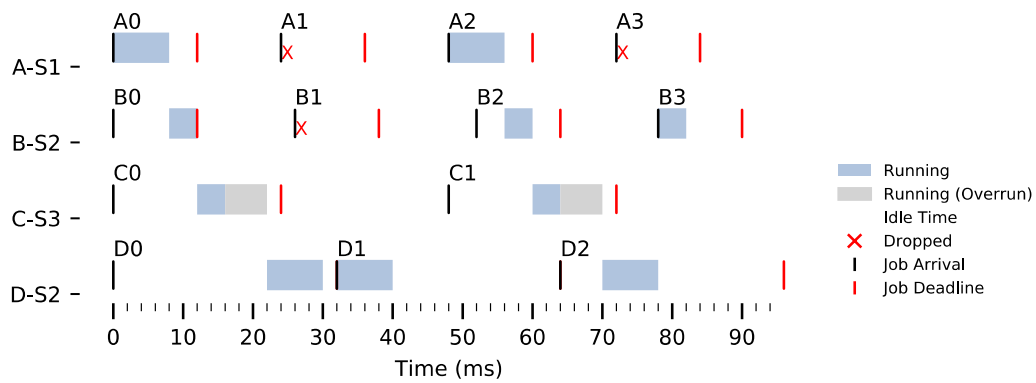 A0 A1 A2 A3
A-S1
B0 B1 B2 B3
B-S2
C0 C1
C-S3
D0 D1 D2
D-S2
0 10 20 30 40 50 60 70 80 90
Time (ms)
Running
Running (Overrun)
Idle Time
Dropped
Job Arrival
Job Deadline